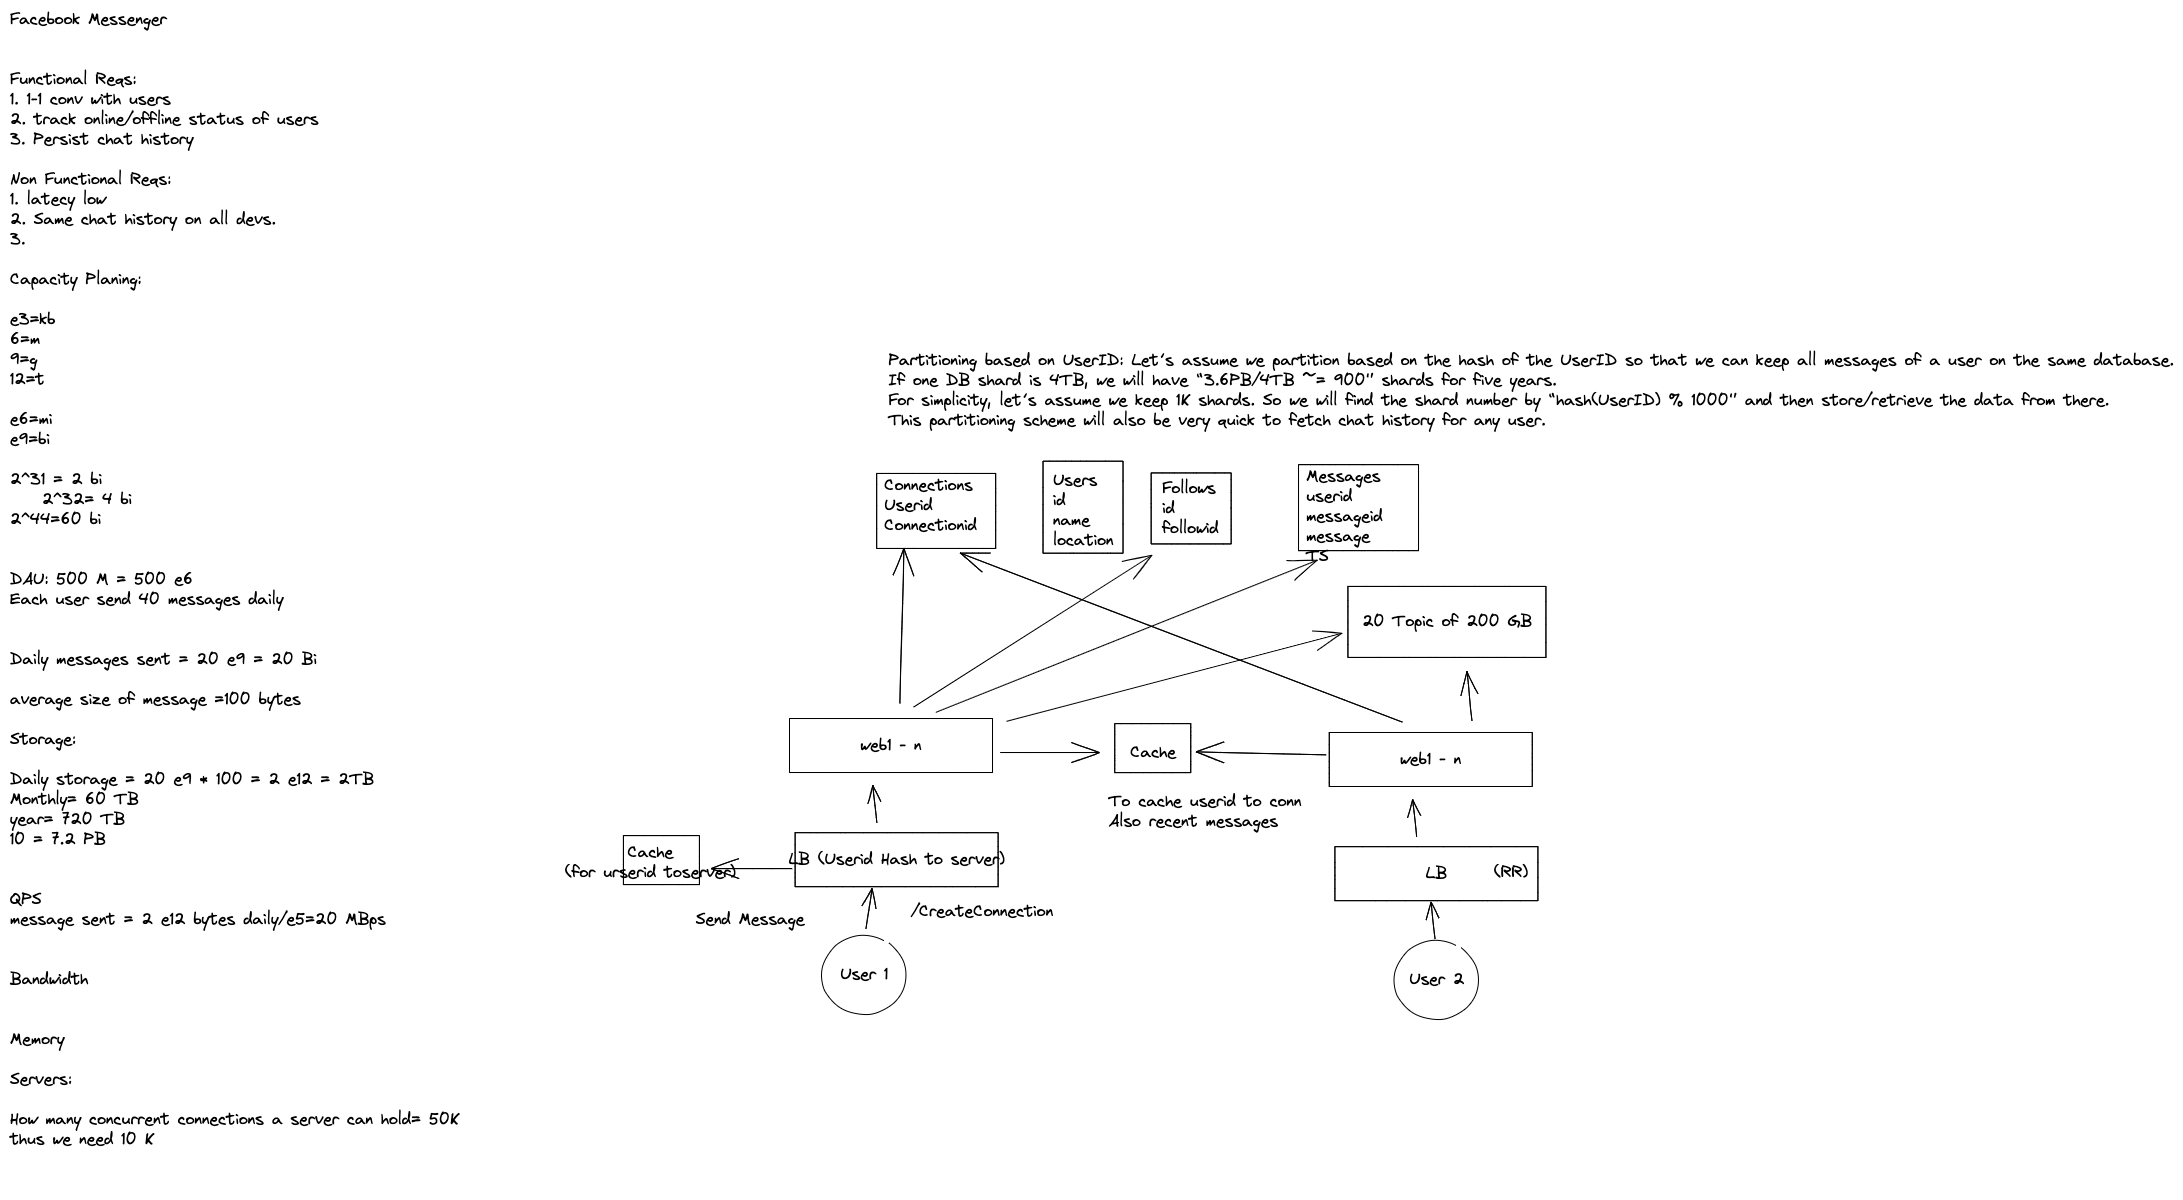 Facebook Messenger
Functional Reqs:
1. 1-1 conv with users
2. track online/offline status of users
3. Persist chat history
Non Functional Reqs:
1. latecy low
2. Same chat history on all devs.
3.
Capacity Planing:
e3=kb
6=m
9=g
12=t
e6=mi
e9=bi
2^31 = 2 bi
2^32= 4 bi
2^44=60 bi
DAU: 500 M = 500 e6
Each user send 40 messages daily
Daily messages sent = 20 e9 = 20 Bi
average size of message =100 bytes
Storage:
Daily storage = 20 e9 * 100 = 2 e12 = 2TB
Monthly= 60 TB
year= 720 TB
10 = 7.2 PB
QPS
message sent = 2 e12 bytes daily/e5=20 MBps
Bandwidth
Memory
Servers:
How many concurrent connections a server can hold= 50K
thus we need 10 K
Partitioning based on UserID: Let's assume we partition based on the hash of the UserID so that we can keep all messages of a user on the same database.
If one DB shard is 4TB, we will have "3.6PB/4TB ~= 900" shards for five years.
For simplicity, let's assume we keep 1K shards. So we will find the shard number by "hash(UserID) % 1000" and then store/retrieve the data from there.
This partitioning scheme will also be very quick to fetch chat history for any user.
Connections
Userid
Connectionid
Users
id
name
location
Follows
id
followid
Messages
userid
messageid
message
TS
20 Topic of 200 GB
web1 - n
Cache
web1 - n
To cache userid to conn
Also recent messages
Cache
(for urserid toserver)
LB (Userid Hash to server)
LB (RR)
Send Message
/CreateConnection
User 1
User 2